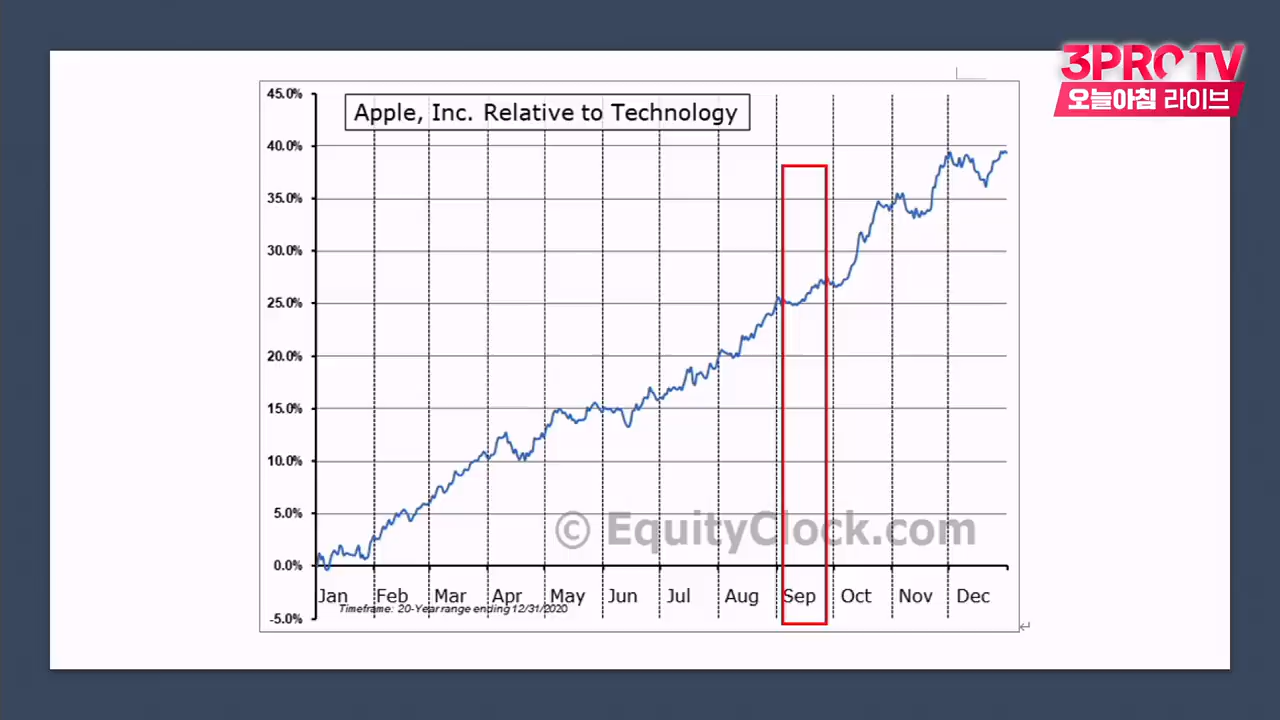 3PRO TV
오늘아침 라이브
Apple, Inc. Relative to Technology
45.0%
40.0%
35.0%
30.0%
25.0%
20.0%
15.0%
10.0%
5.0%
0.0%
-5.0%
© EquityClock.com
Jan Feb Mar Apr May Jun Jul Aug Sep Oct Nov Dec
Timeframe: 20-Year range ending 12/31/2020